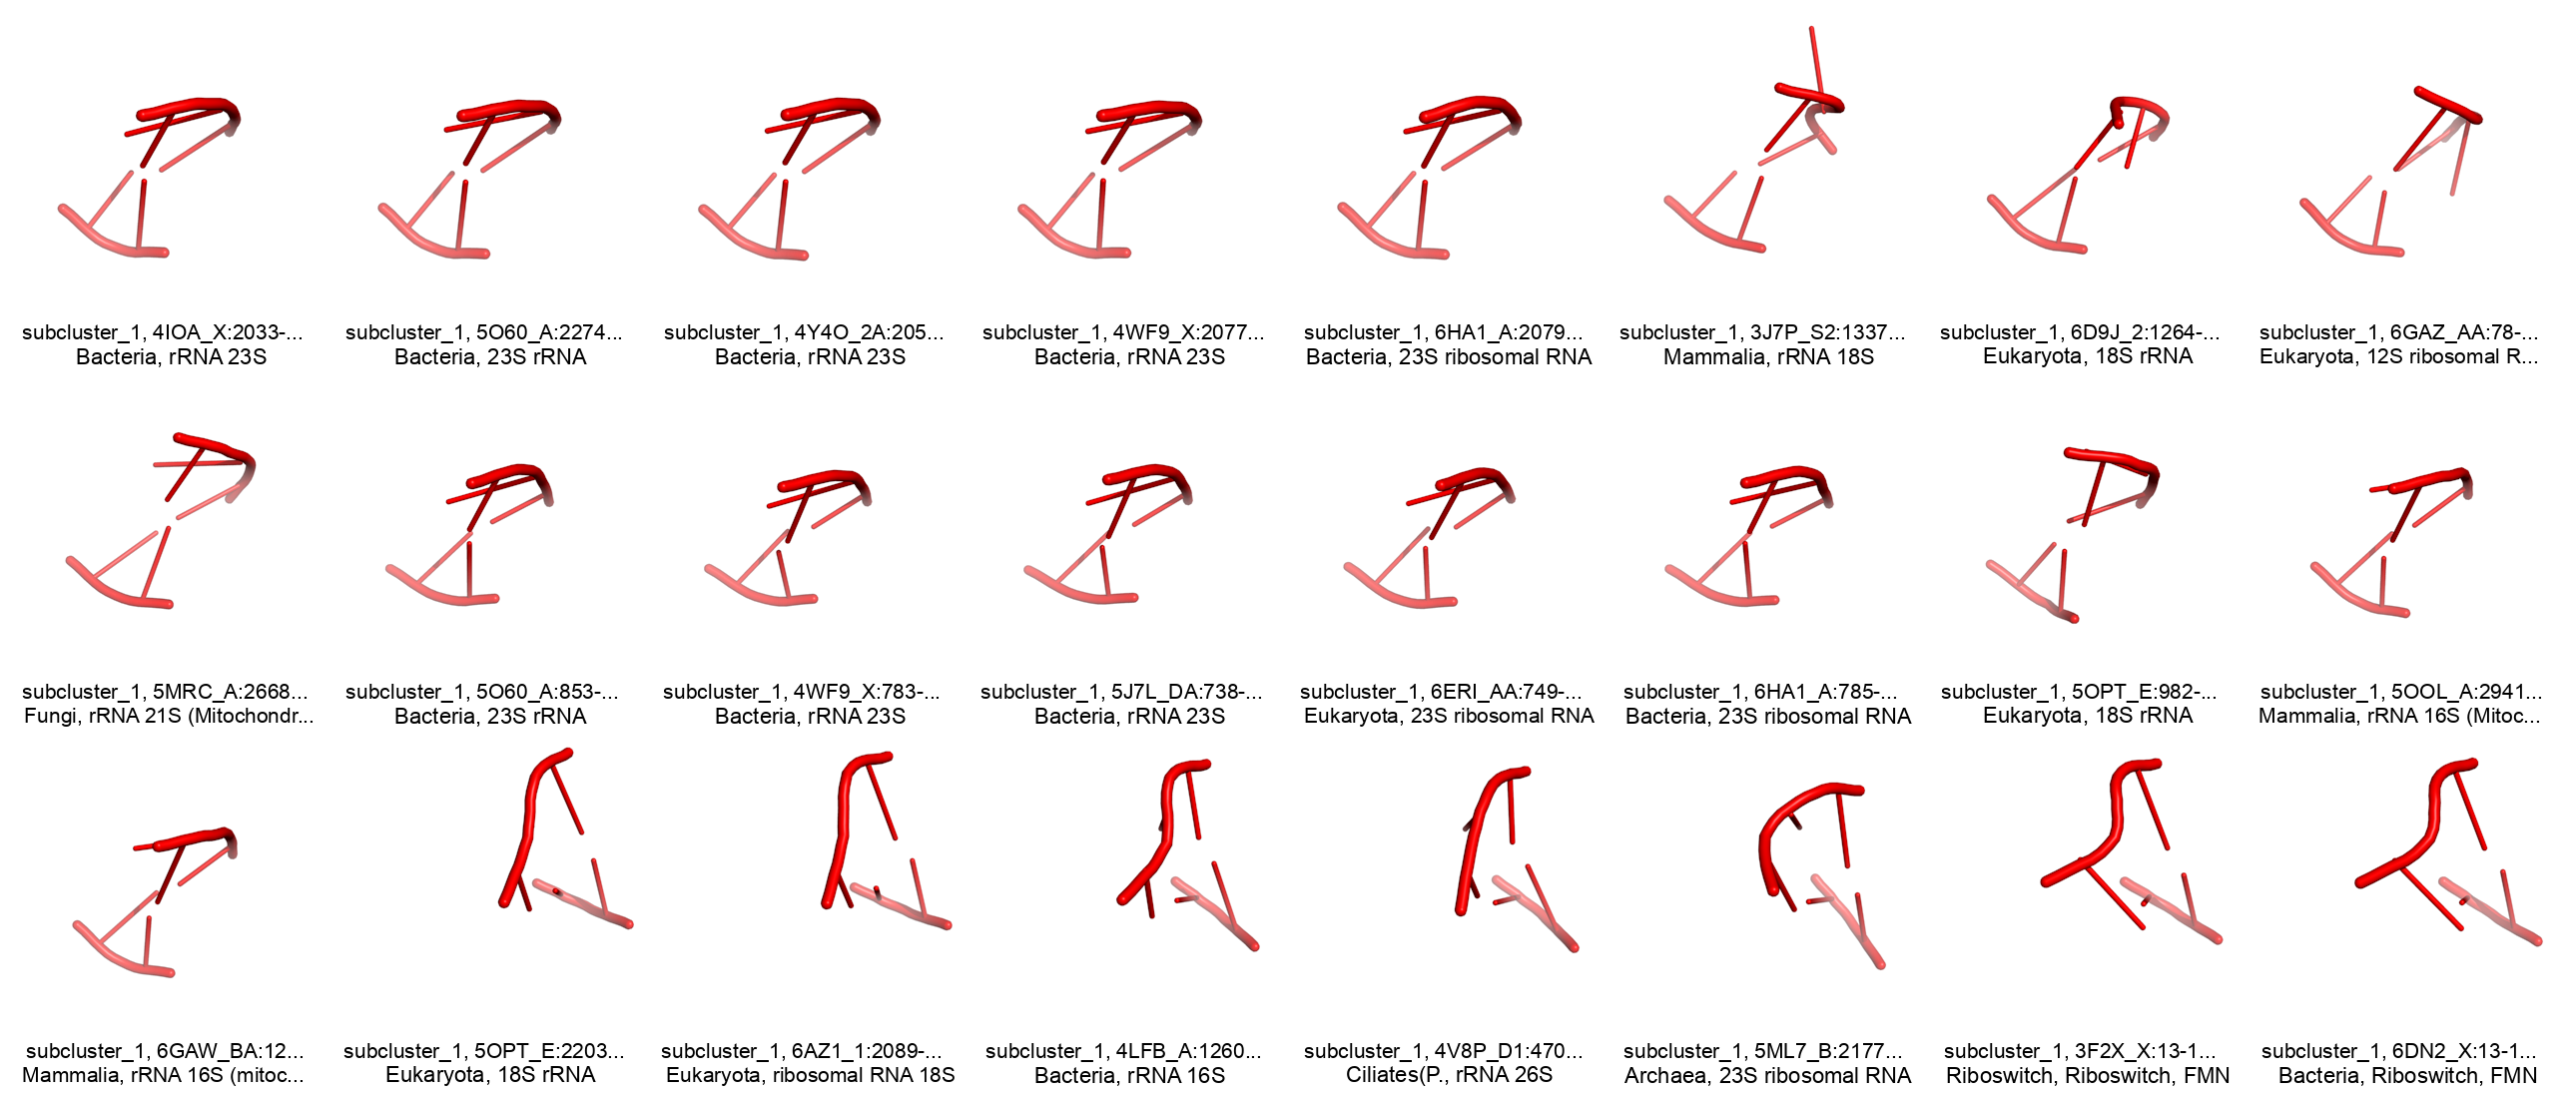 subcluster_1, 4IOA_X:2033-...
Bacteria, rRNA 23S
subcluster_1, 5O60_A:2274...
Bacteria, 23S rRNA
subcluster_1, 4Y4O_2A:205...
Bacteria, rRNA 23S
subcluster_1, 4WF9_X:2077...
Bacteria, rRNA 23S
subcluster_1, 6HA1_A:2079...
Bacteria, 23S ribosomal RNA
subcluster_1, 3J7P_S2:1337...
Mammalia, rRNA 18S
subcluster_1, 6D9J_2:1264-...
Eukaryota, 18S rRNA
subcluster_1, 6GAZ_AA:78-...
Eukaryota, 12S ribosomal R...
subcluster_1, 5MRC_A:2668...
Fungi, rRNA 21S (Mitochondr...
subcluster_1, 5O60_A:853-...
Bacteria, 23S rRNA
subcluster_1, 4WF9_X:783-...
Bacteria, rRNA 23S
subcluster_1, 5J7L_DA:738-...
Bacteria, rRNA 23S
subcluster_1, 6ERI_AA:749-...
Eukaryota, 23S ribosomal RNA
subcluster_1, 6HA1_A:785-...
Bacteria, 23S ribosomal RNA
subcluster_1, 5OPT_E:982-...
Eukaryota, 18S rRNA
subcluster_1, 5OOL_A:2941...
Mammalia, rRNA 16S (Mitoc...
subcluster_1, 6GAW_BA:12...
Mammalia, rRNA 16S (mitoc...
subcluster_1, 5OPT_E:2203...
Eukaryota, 18S rRNA
subcluster_1, 6AZ1_1:2089-...
Eukaryota, ribosomal RNA 18S
subcluster_1, 4LFB_A:1260...
Bacteria, rRNA 16S
subcluster_1, 4V8P_D1:470...
Ciliates(P., rRNA 26S
subcluster_1, 5ML7_B:2177...
Archaea, 23S ribosomal RNA
subcluster_1, 3F2X_X:13-1...
Riboswitch, Riboswitch, FMN
subcluster_1, 6DN2_X:13-1...
Bacteria, Riboswitch, FMN